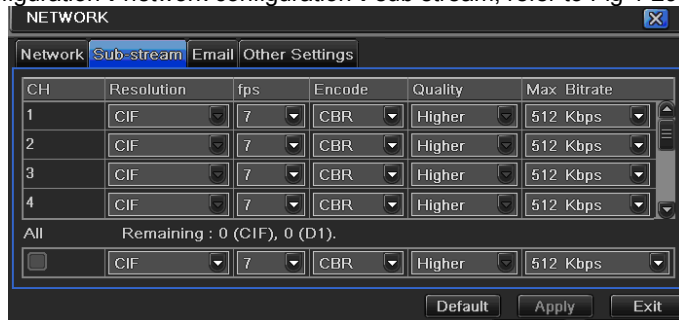 NETWORK
Network Sub-stream Email Other Settings
CH Resolution fps Encode Quality Max Bitrate
1 CIF 7 CBR Higher 512 Kbps
2 CIF 7 CBR Higher 512 Kbps
3 CIF 7 CBR Higher 512 Kbps
4 CIF 7 CBR Higher 512 Kbps
All Remaining : 0 (CIF), 0 (D1).
CIF 7 CBR Higher 512 Kbps
Default Apply Exit